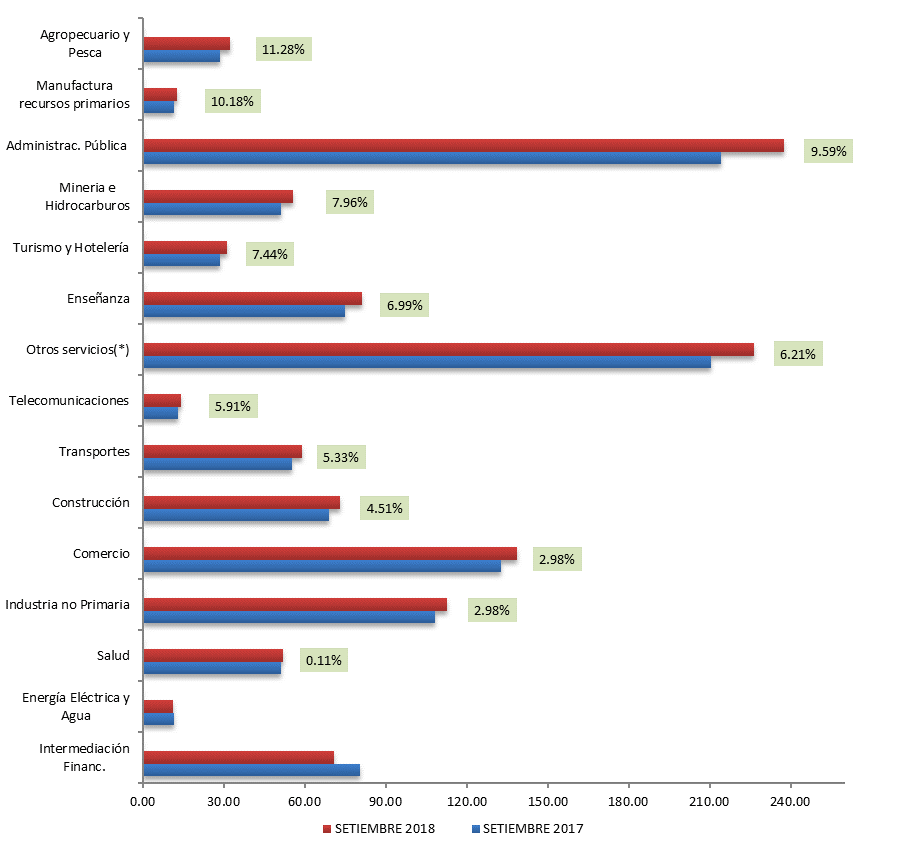 Agropecuario y
Pesca
11.28%
Manufactura
recursos primarios
10.18%
Administrac. Pública
9.59%
Mineria e
Hidrocarburos
7.96%
Turismo y Hotelería
7.44%
Enseñanza
6.99%
Otros servicios(*)
6.21%
Telecomunicaciones
5.91%
Transportes
5.33%
Construcción
4.51%
Comercio
2.98%
Industria no Primaria
2.98%
Salud
0.11%
Energía Eléctrica y
Agua
Intermediación
Financ.
0.00 30.00 60.00 90.00 120.00 150.00 180.00 210.00 240.00
SETIEMBRE 2018 SETIEMBRE 2017